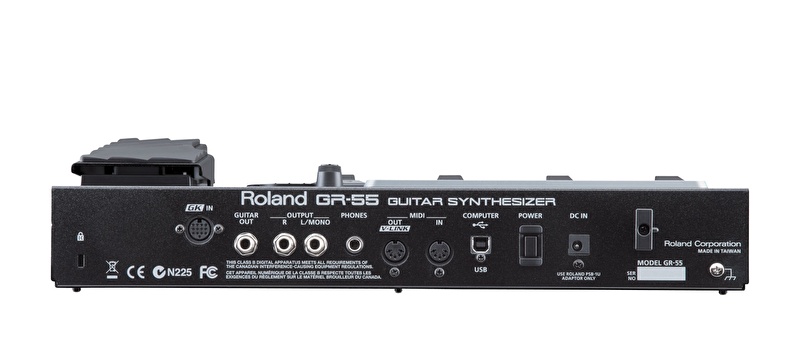 Roland GR-55 GUITAR SYNTHESIZER
GK IN
GUITAR OUT
OUTPUT
R
L/MONO
PHONES
MIDI
OUT
V-LINK
IN
COMPUTER
USB
POWER
DC IN
USE ROLAND PSB-1U
ADAPTOR ONLY
Roland Corporation
MADE IN TAIWAN
MODEL GR-55
SER
NO
N225
FC
THIS CLASS B DIGITAL APPARATUS MEETS ALL REQUIREMENTS OF
THE CANADIAN INTERFERENCE-CAUSING EQUIPMENT REGULATIONS.
CET APPAREIL NUMÉRIQUE DE LA CLASSE B RESPECTE TOUTES LES
EXIGENCES DU RÈGLEMENT SUR LE MATÉRIEL BROUILLEUR DU CANADA.